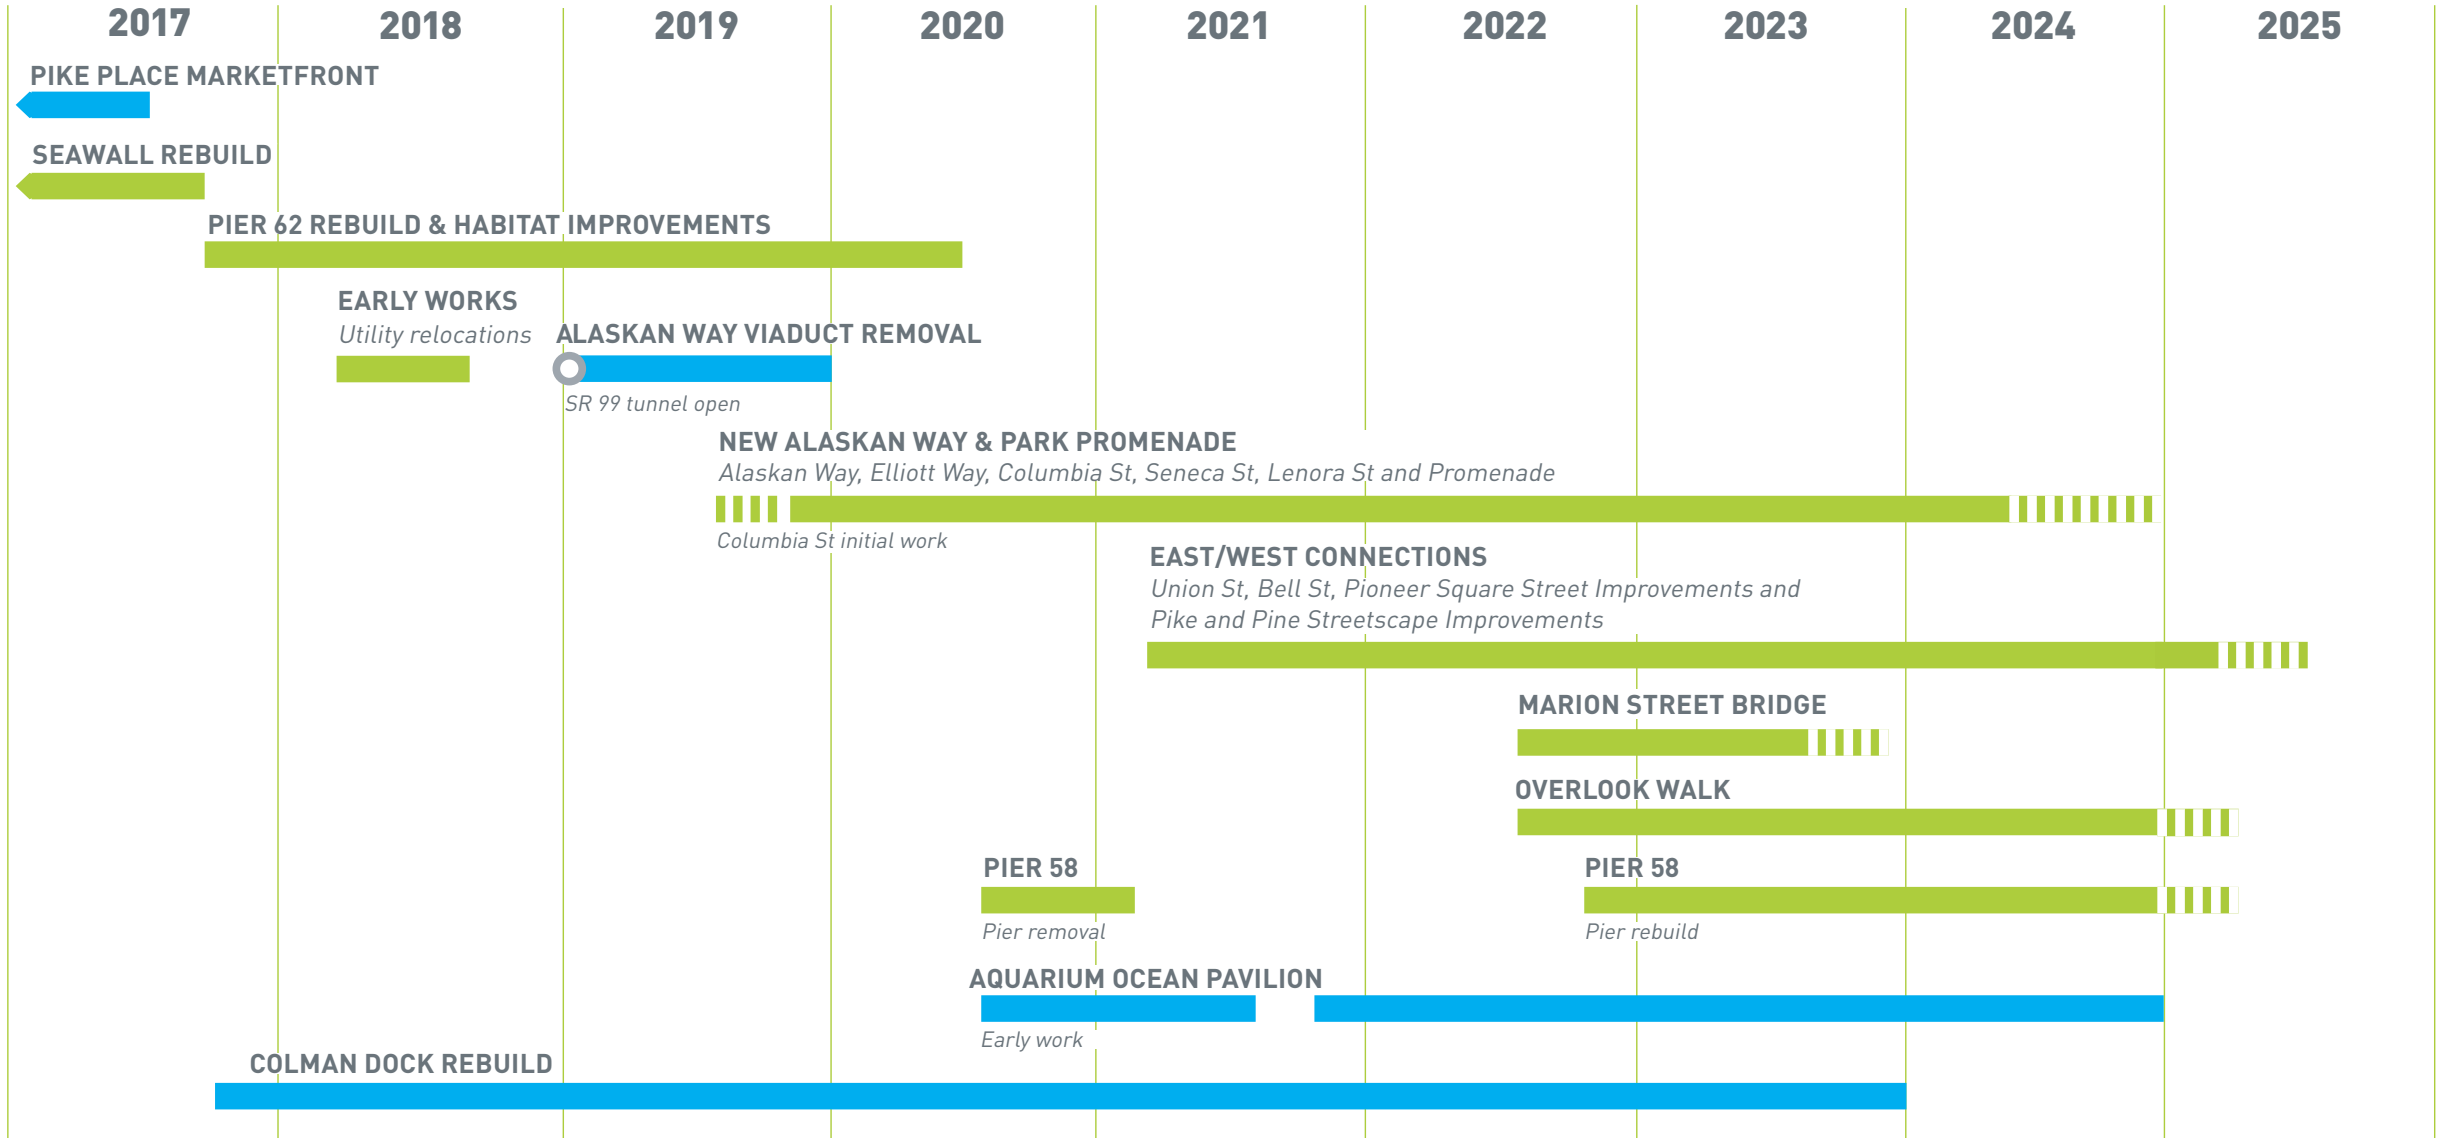 2017 2018 2019 2020 2021 2022 2023 2024 2025
PIKE PLACE MARKETFRONT
SEAWALL REBUILD
PIER 62 REBUILD & HABITAT IMPROVEMENTS
EARLY WORKS
Utility relocations
ALASKAN WAY VIADUCT REMOVAL
SR 99 tunnel open
NEW ALASKAN WAY & PARK PROMENADE
Alaskan Way, Elliott Way, Columbia St, Seneca St, Lenora St and Promenade
Columbia St initial work
EAST/WEST CONNECTIONS
Union St, Bell St, Pioneer Square Street Improvements and
Pike and Pine Streetscape Improvements
MARION STREET BRIDGE
OVERLOOK WALK
PIER 58
Pier removal
PIER 58
Pier rebuild
AQUARIUM OCEAN PAVILION
Early work
COLMAN DOCK REBUILD